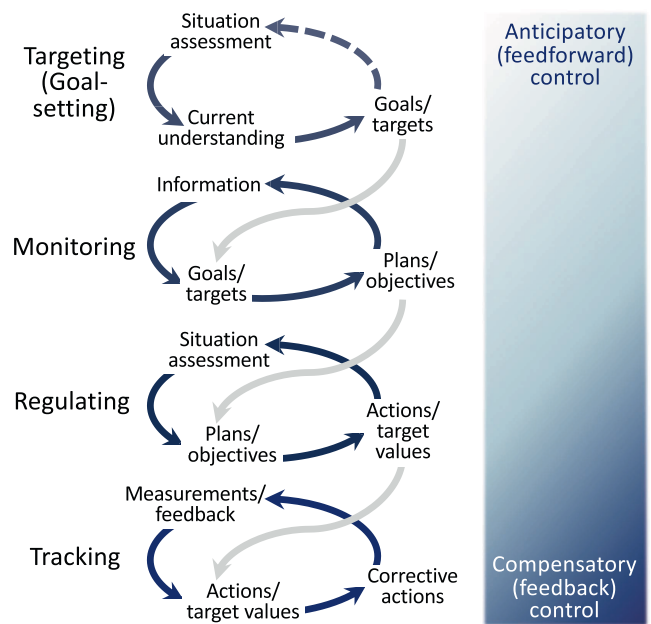 Situation
assessment
Targeting
(Goal-
setting)
Current
understanding
Goals/
targets
Information
Monitoring
Goals/
targets
Plans/
objectives
Situation
assessment
Regulating
Plans/
objectives
Actions/
target
values
Measurements/
feedback
Tracking
Actions/
target values
Corrective
actions
Anticipatory
(feedforward)
control
Compensatory
(feedback)
control